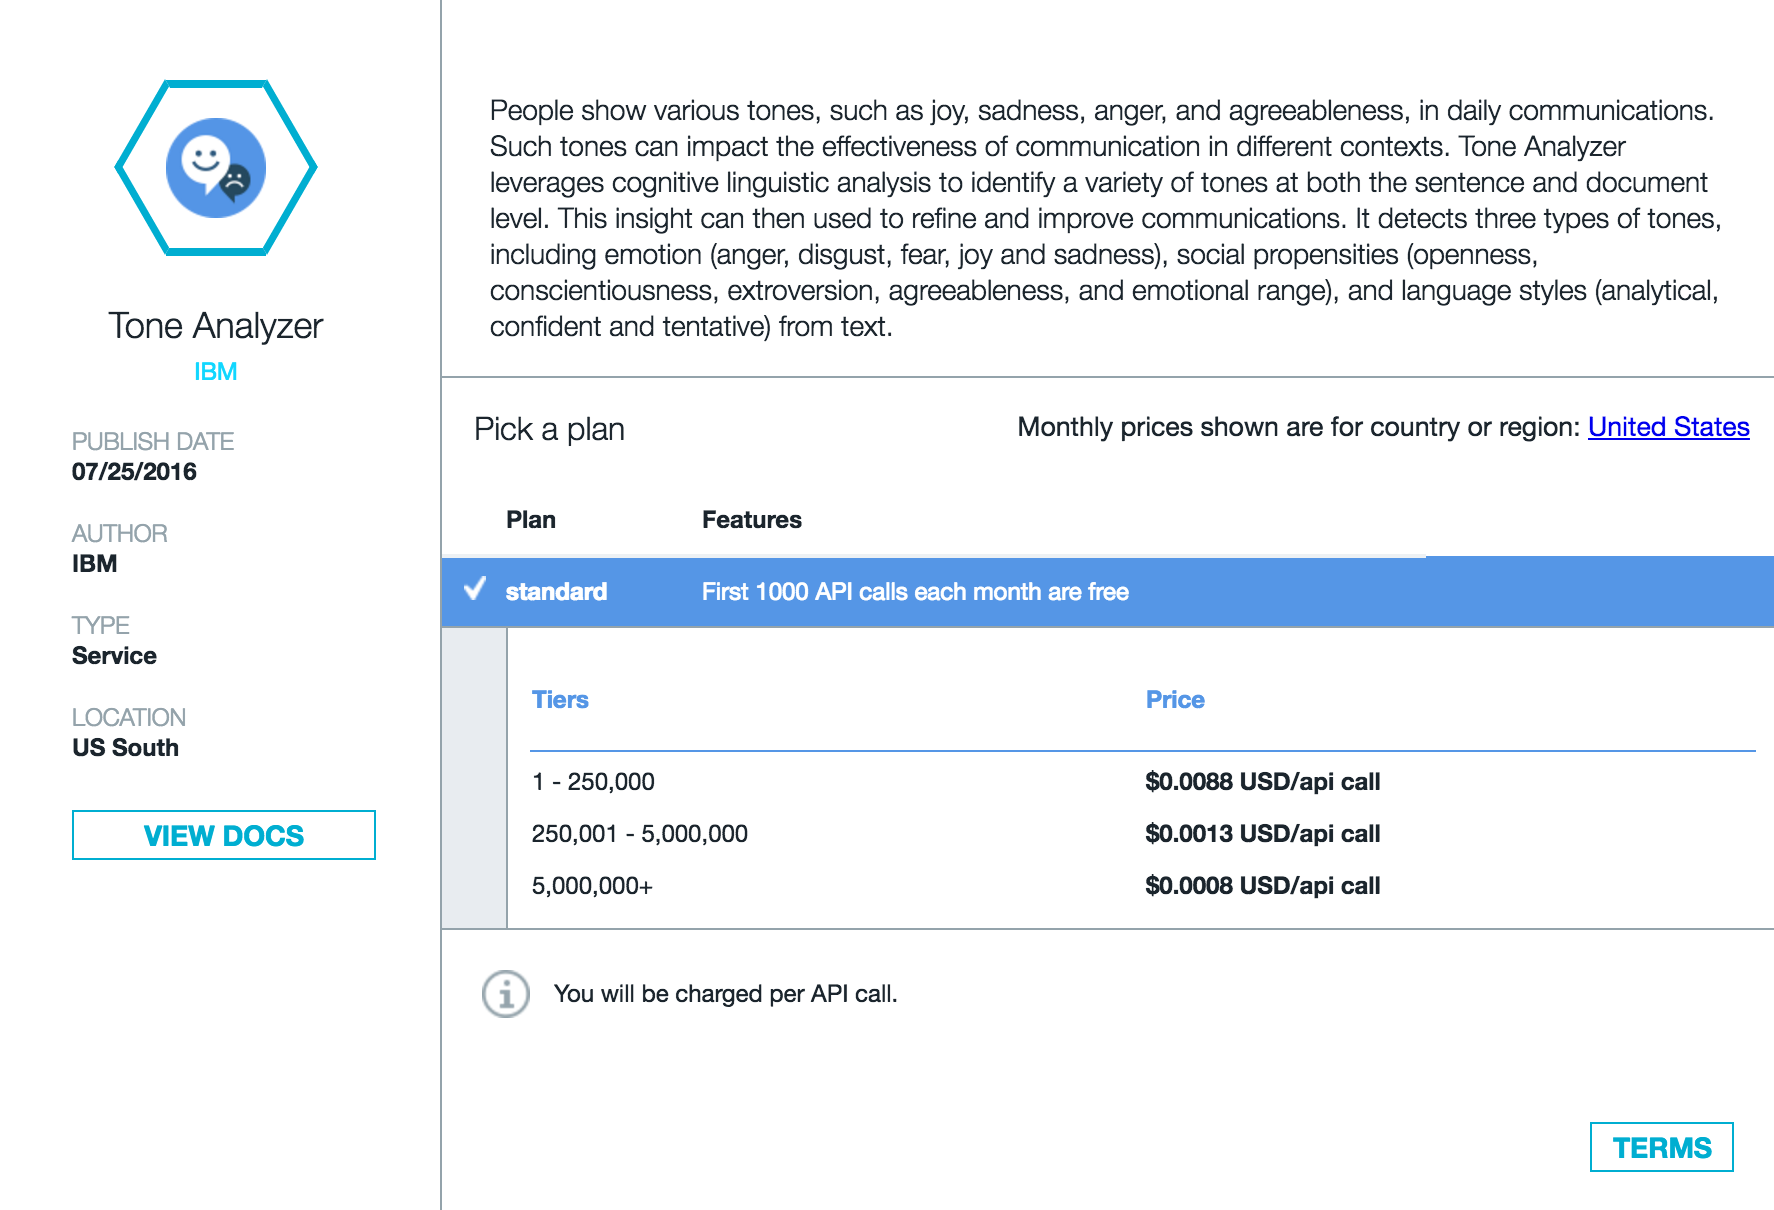 Tone Analyzer
IBM
PUBLISH DATE
07/25/2016
AUTHOR
IBM
TYPE
Service
LOCATION
US South
VIEW DOCS
People show various tones, such as joy, sadness, anger, and agreeableness, in daily communications.
Such tones can impact the effectiveness of communication in different contexts. Tone Analyzer
leverages cognitive linguistic analysis to identify a variety of tones at both the sentence and document
level. This insight can then used to refine and improve communications. It detects three types of tones,
including emotion (anger, disgust, fear, joy and sadness), social propensities (openness,
conscientiousness, extroversion, agreeableness, and emotional range), and language styles (analytical,
confident and tentative) from text.
Pick a plan
Monthly prices shown are for country or region: United States
Plan Features
standard First 1000 API calls each month are free
Tiers Price
1 - 250,000 $0.0088 USD/api call
250,001 - 5,000,000 $0.0013 USD/api call
5,000,000+ $0.0008 USD/api call
You will be charged per API call.
TERMS